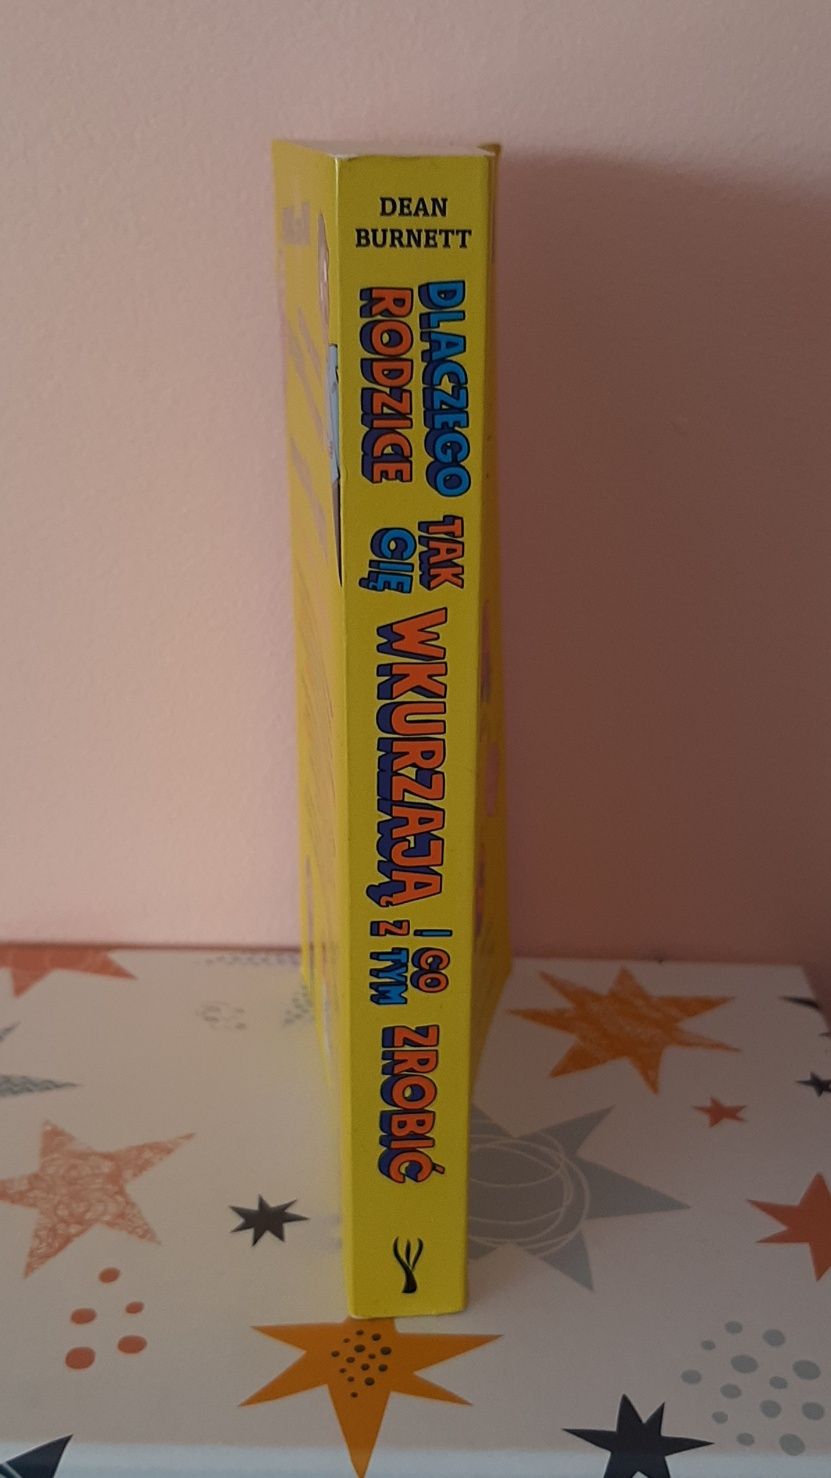 DEAN
BURNETT
DLACZEGO
RODZICE
TAK
CIĘ
WKURZAJĄ
I CO
Z TYM
ZROBIĆ